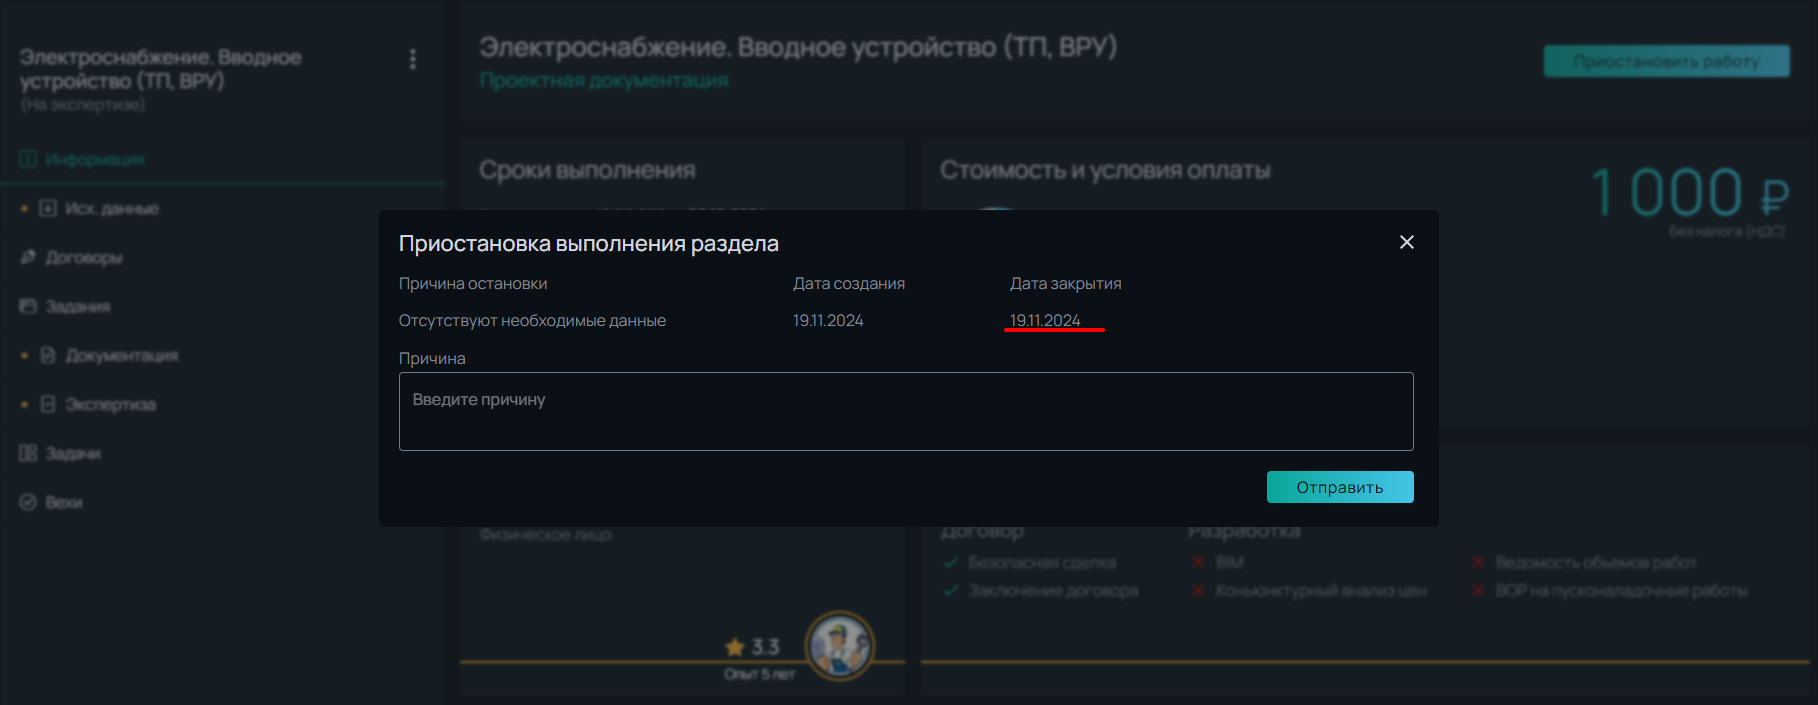 Электроснабжение. Вводное
устройство (ТП, ВРУ)
(На экспертизе)
Информация
Исх. данные
Договоры
Задания
Документация
Экспертиза
Задачи
Вехи
Электроснабжение. Вводное устройство (ТП, ВРУ)
Проектная документация
Приостановить работу
Сроки выполнения
Стоимость и условия оплаты
1 000 ₽
Без налога (НДС)
Приостановка выполнения раздела
Причина остановки Дата создания Дата закрытия
Отсутствуют необходимые данные 19.11.2024 19.11.2024
Причина
Введите причину
Отправить
Физическое лицо
3.3
Опыт 5 лет
Договор Разработка
Безопасная сделка BIM Ведомость объемов работ
Заключение договора Конъюнктурный анализ цен ВОР на пусконаладочные работы